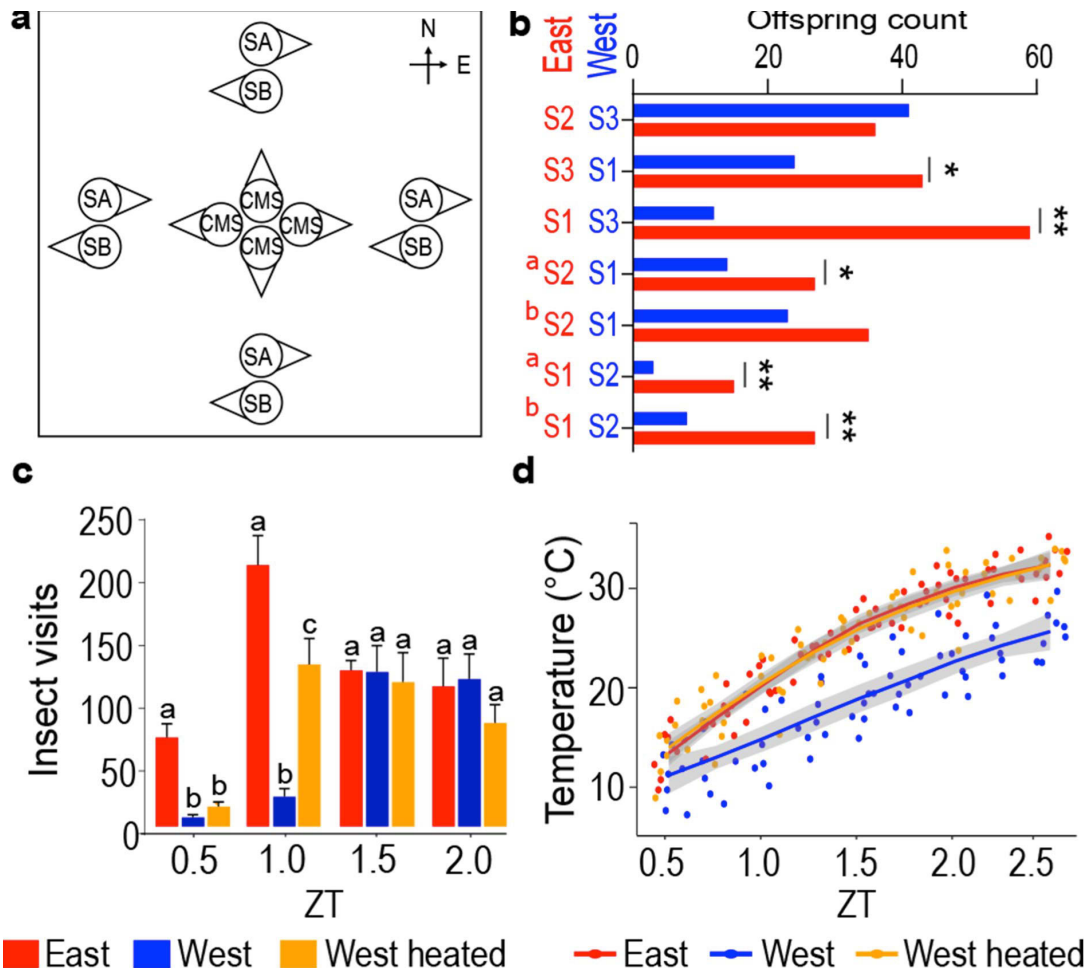 a
N
E
SA
SB
SA
SB
CMS
CMS
CMS
CMS
SA
SB
SA
SB
b
East
West
Offspring count
0 20 40 60
S2 S3
S3 S1 *
S1 S3 **
a S2 S1 *
b S2 S1
a S1 S2 **
b S1 S2 **
c
Insect visits
250
200
150
100
50
0
a b b
a b c
a a a
a a a
0.5 1.0 1.5 2.0
ZT
East West West heated
d
Temperature (°C)
30
20
10
0.5 1.0 1.5 2.0 2.5
ZT
East West West heated